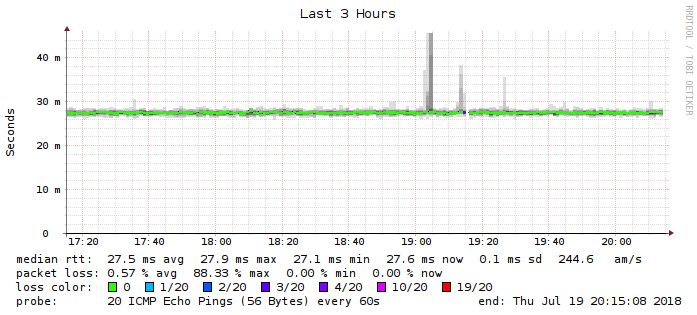 Last 3 Hours
RRDTOOL / TOBI OETIKER
Seconds
40 m
30 m
20 m
10 m
0
17:20 17:40 18:00 18:20 18:40 19:00 19:20 19:40 20:00
median rtt: 27.5 ms avg 27.9 ms max 27.1 ms min 27.6 ms now 0.1 ms sd 244.6 am/s
packet loss: 0.57 % avg 88.33 % max 0.00 % min 0.00 % now
loss color: 0 1/20 2/20 3/20 4/20 10/20 19/20
probe: 20 ICMP Echo Pings (56 Bytes) every 60s end: Thu Jul 19 20:15:08 2018